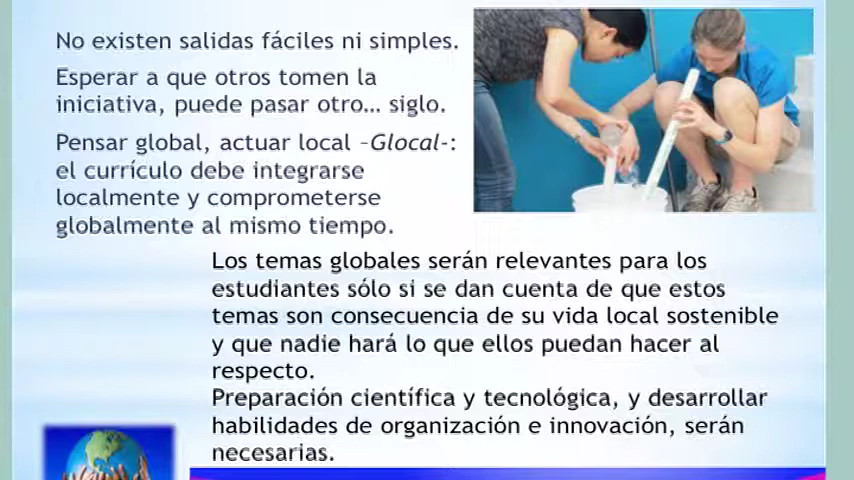 No existen salidas fáciles ni simples.
Esperar a que otros tomen la
iniciativa, puede pasar otro… siglo.
Pensar global, actuar local –Glocal-:
el currículo debe integrarse
localmente y comprometerse
globalmente al mismo tiempo.
Los temas globales serán relevantes para los
estudiantes sólo si se dan cuenta de que estos
temas son consecuencia de su vida local sostenible
y que nadie hará lo que ellos puedan hacer al
respecto.
Preparación científica y tecnológica, y desarrollar
habilidades de organización e innovación, serán
necesarias.